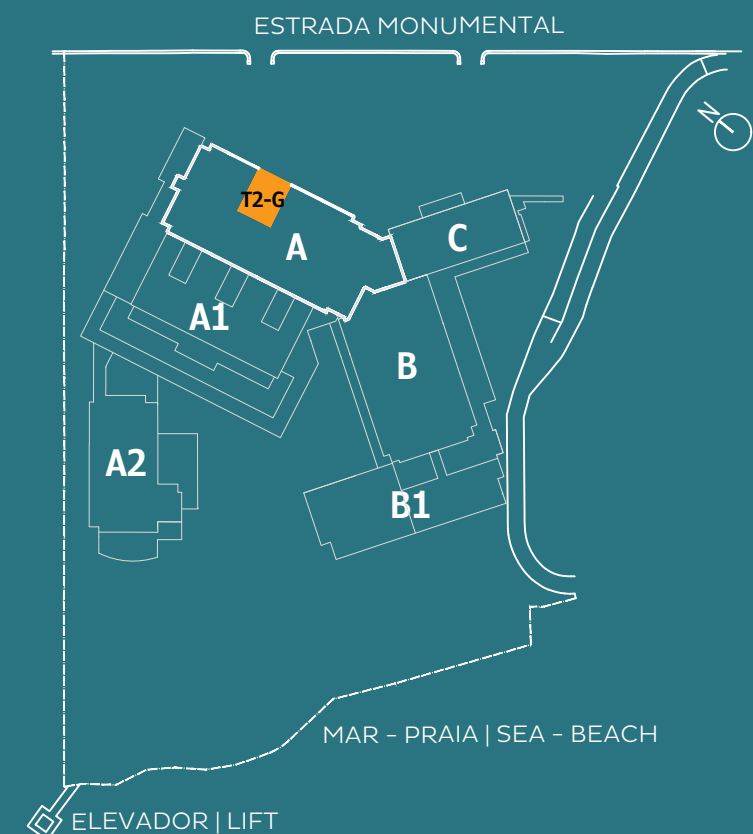 ESTRADA MONUMENTAL
N
T2-G
A
C
A1
B
A2
B1
MAR – PRAIA | SEA – BEACH
ELEVADOR | LIFT